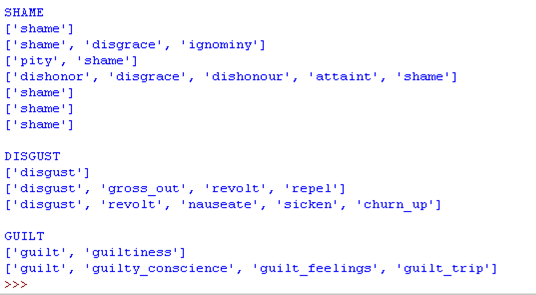 SHAME
['shame']
['shame', 'disgrace', 'ignominy']
['pity', 'shame']
['dishonor', 'disgrace', 'dishonour', 'attaint', 'shame']
['shame']
['shame']
['shame']
DISGUST
['disgust']
['disgust', 'gross_out', 'revolt', 'repel']
['disgust', 'revolt', 'nauseate', 'sicken', 'churn_up']
GUILT
['guilt', 'guiltiness']
['guilt', 'guilty_conscience', 'guilt_feelings', 'guilt_trip']
>>>